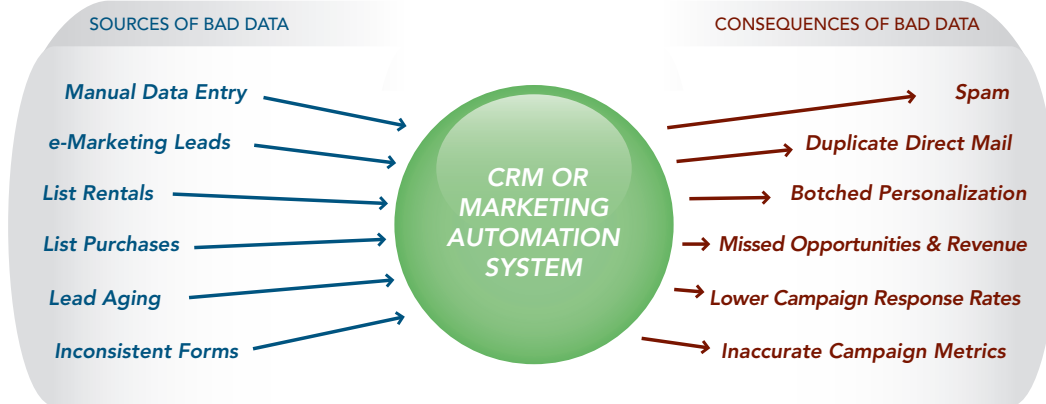 SOURCES OF BAD DATA
Manual Data Entry
e-Marketing Leads
List Rentals
List Purchases
Lead Aging
Inconsistent Forms
CRM OR
MARKETING
AUTOMATION
SYSTEM
CONSEQUENCES OF BAD DATA
Spam
Duplicate Direct Mail
Botched Personalization
Missed Opportunities & Revenue
Lower Campaign Response Rates
Inaccurate Campaign Metrics